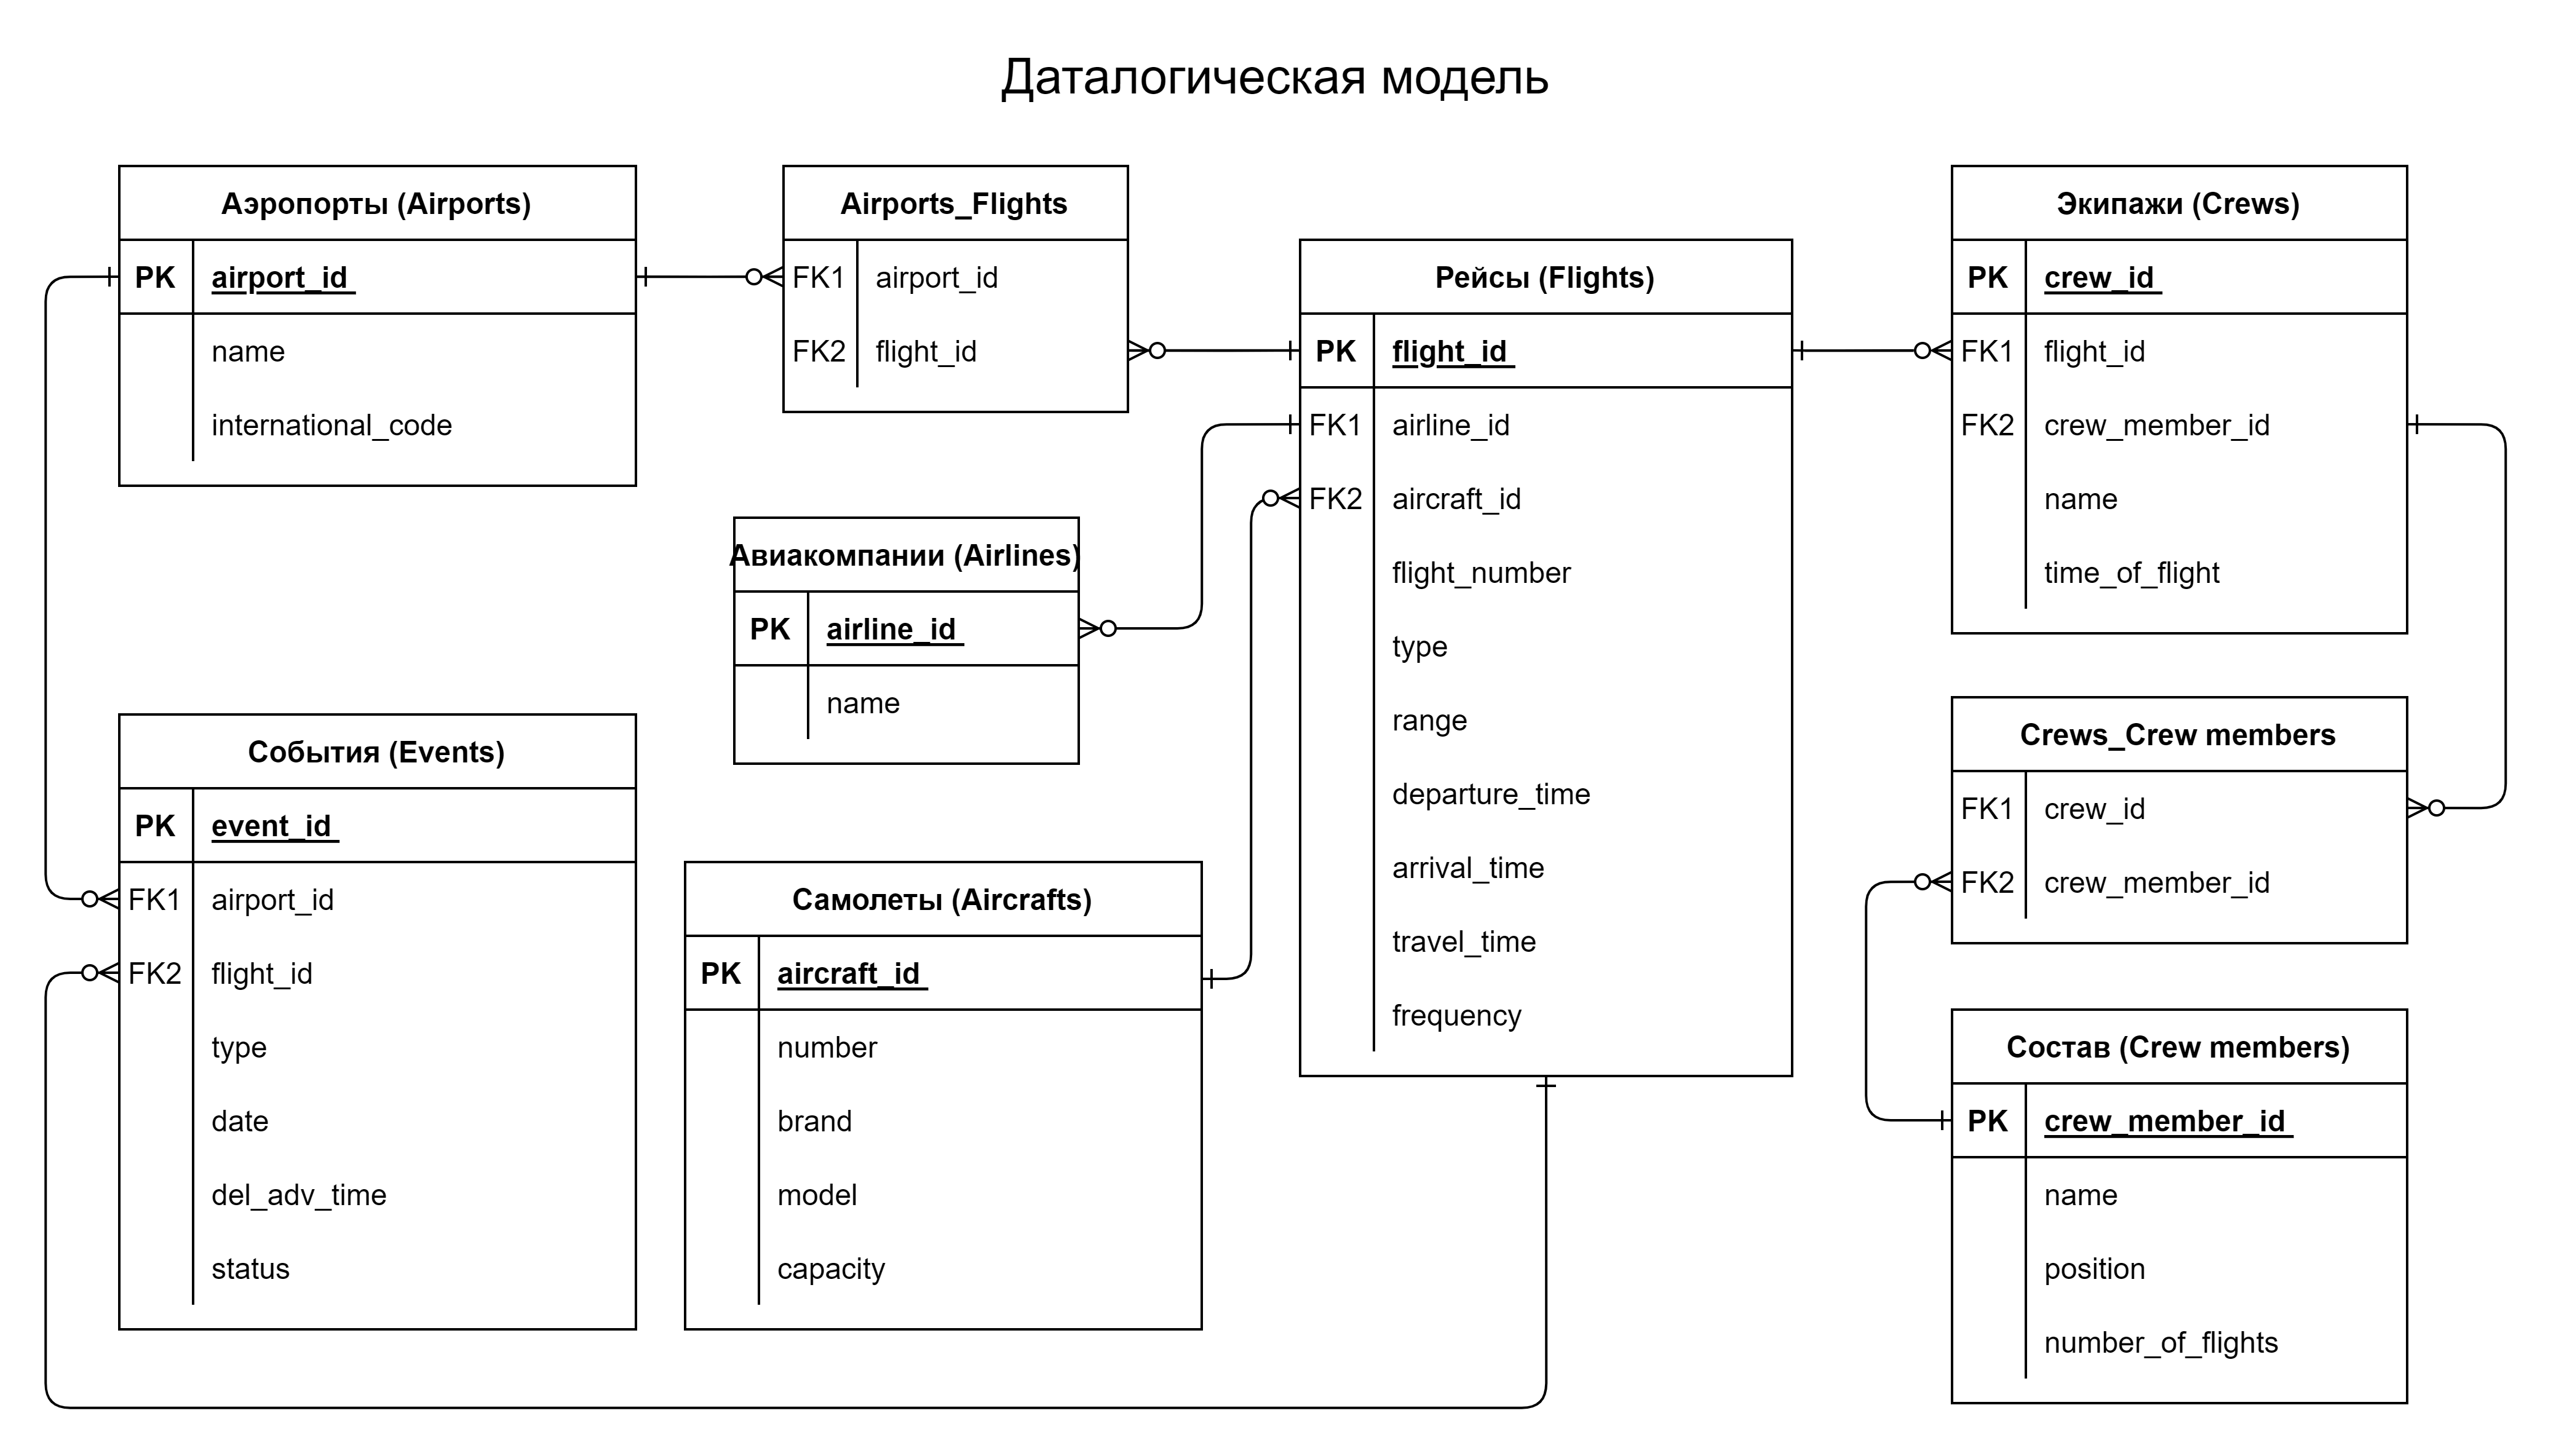 Даталогическая модель
Аэропорты (Airports)
PK airport_id
name
international_code
Airports_Flights
FK1 airport_id
FK2 flight_id
Рейсы (Flights)
PK flight_id
FK1 airline_id
FK2 aircraft_id
flight_number
type
range
departure_time
arrival_time
travel_time
frequency
Экипажи (Crews)
PK crew_id
FK1 flight_id
FK2 crew_member_id
name
time_of_flight
Авиакомпании (Airlines)
PK airline_id
name
События (Events)
PK event_id
FK1 airport_id
FK2 flight_id
type
date
del_adv_time
status
Самолеты (Aircrafts)
PK aircraft_id
number
brand
model
capacity
Crews_Crew members
FK1 crew_id
FK2 crew_member_id
Состав (Crew members)
PK crew_member_id
name
position
number_of_flights